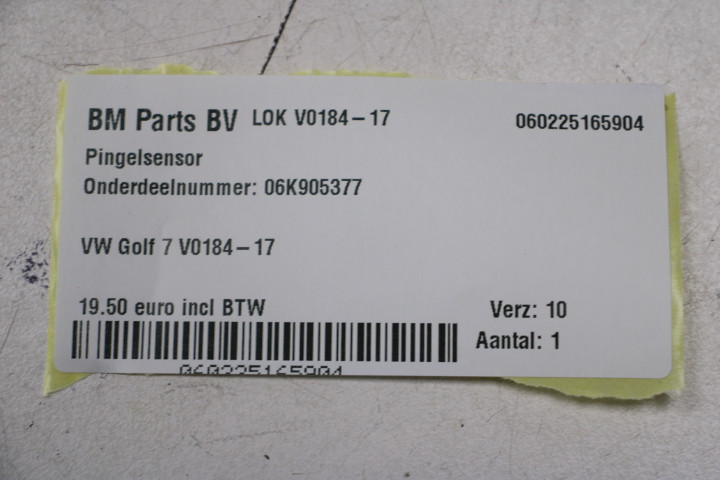 BM Parts BV LOK V0184-17 060225165904
Pingelsensor
Onderdeelnummer: 06K905377
VW Golf 7 V0184-17
19.50 euro incl BTW Verz: 10
Aantal: 1
060225165904